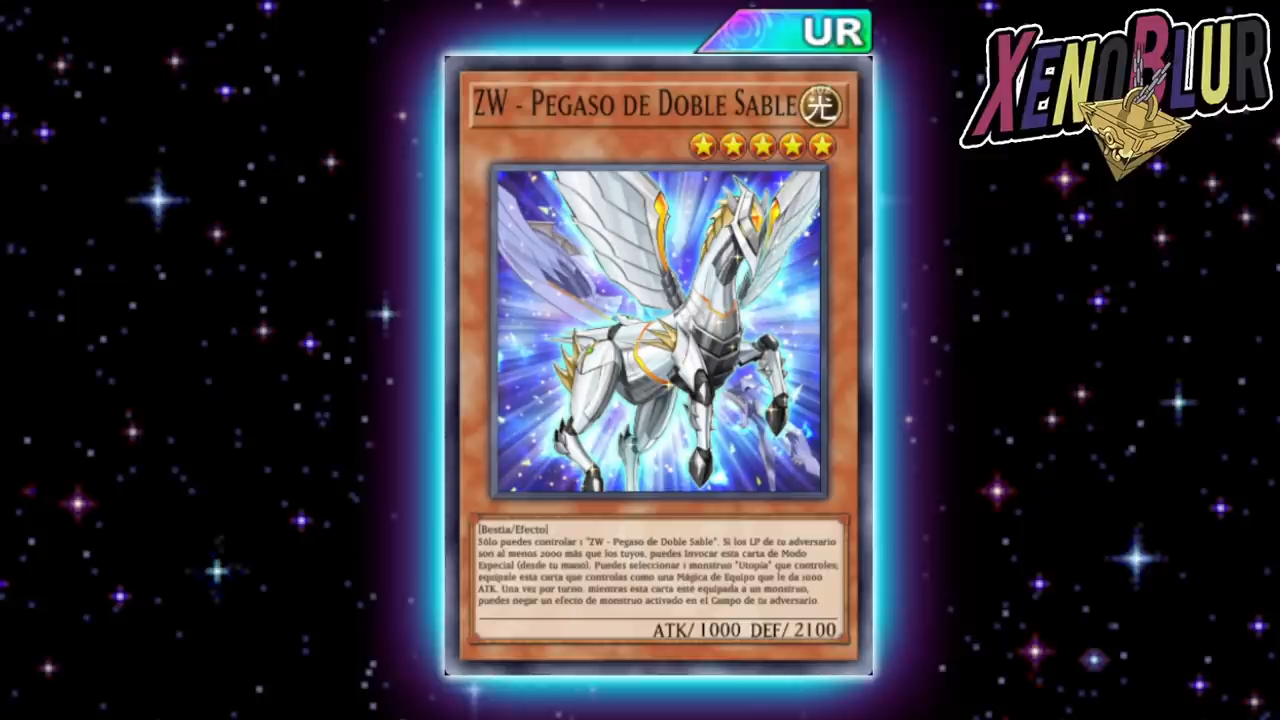 UR
XENOBLUR
ZW - PEGASO DE DOBLE SABLE
LUZ
光
[Bestia/Efecto]
Sólo puedes controlar 1 "ZW - Pegaso de Doble Sable". Si los LP de tu adversario
son al menos 2000 más que los tuyos, puedes Invocar esta carta de Modo
Especial (desde tu mano). Puedes seleccionar 1 monstruo "Utopía" que controles;
equípale esta carta que controlas como una Mágica de Equipo que le da 1000
ATK. Una vez por turno, mientras esta carta esté equipada a un monstruo,
puedes negar un efecto de monstruo activado en el Campo de tu adversario.
ATK/ 1000 DEF/ 2100